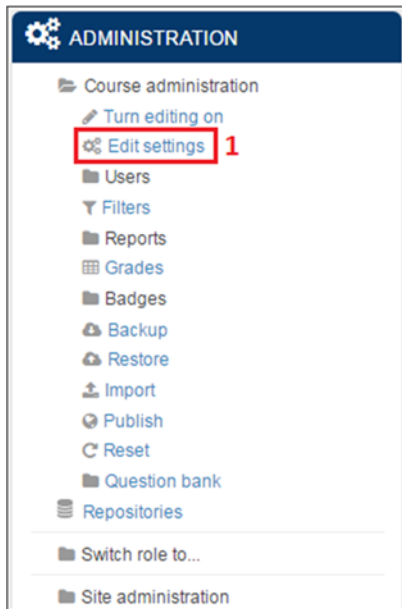 ADMINISTRATION
Course administration
Turn editing on
Edit settings 1
Users
Filters
Reports
Grades
Badges
Backup
Restore
Import
Publish
Reset
Question bank
Repositories
Switch role to...
Site administration